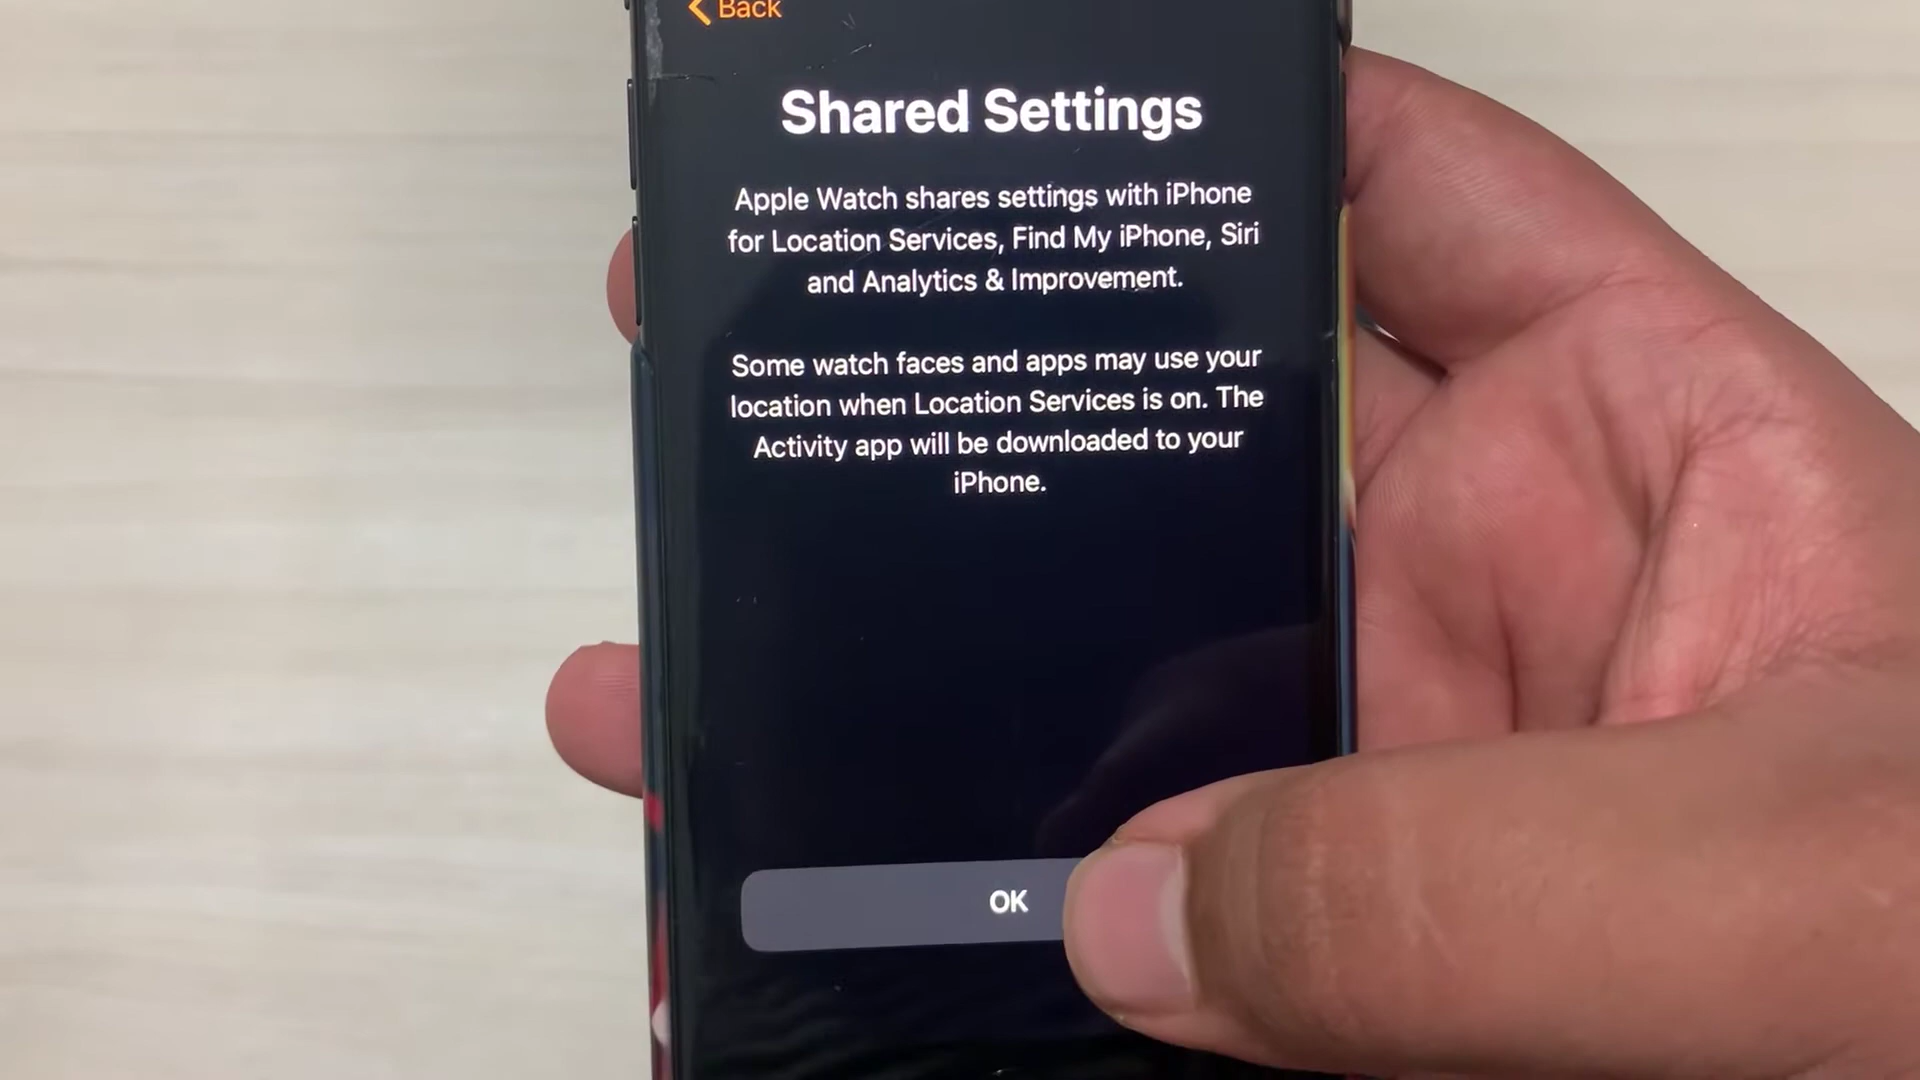 Back
Shared Settings
Apple Watch shares settings with iPhone
for Location Services, Find My iPhone, Siri
and Analytics & Improvement.
Some watch faces and apps may use your
location when Location Services is on. The
Activity app will be downloaded to your
iPhone.
OK